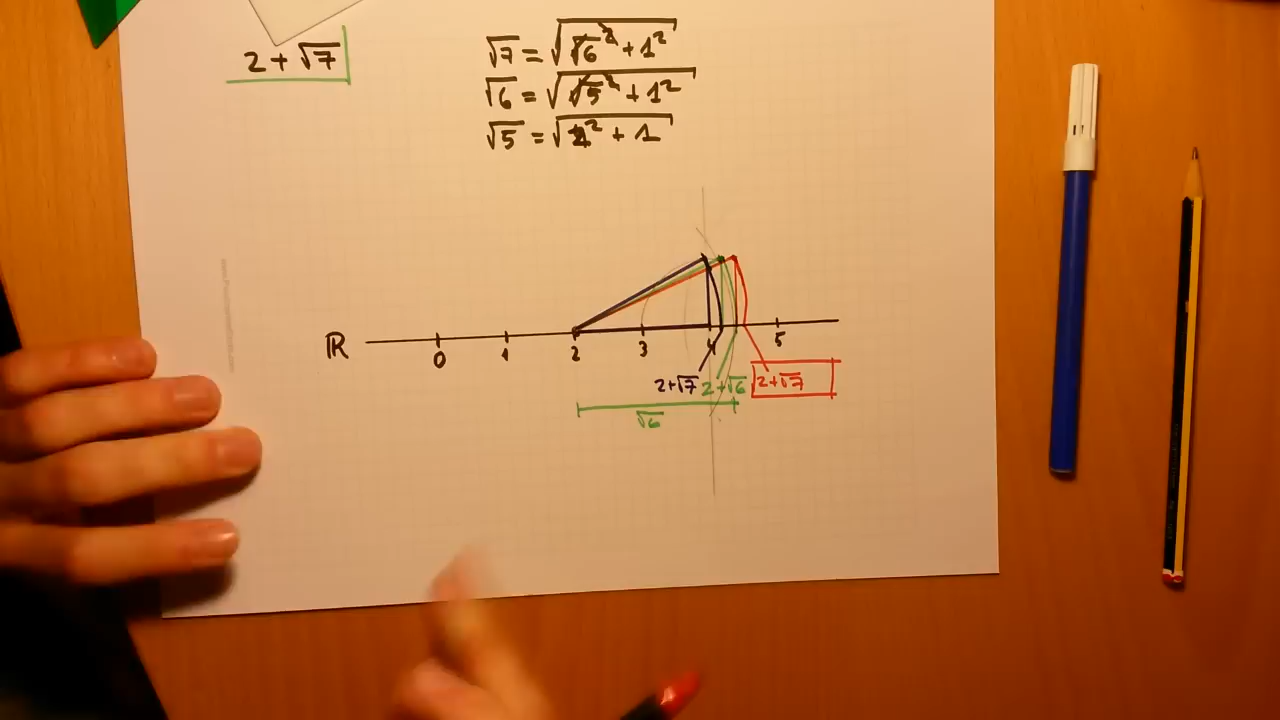 2 + √7
√7 = √(√6² + 1²)
√6 = √(√5² + 1²)
√5 = √(2² + 1)
ℝ 0 1 2 3 4 5
2+√7 2+√6 2+√7
√6